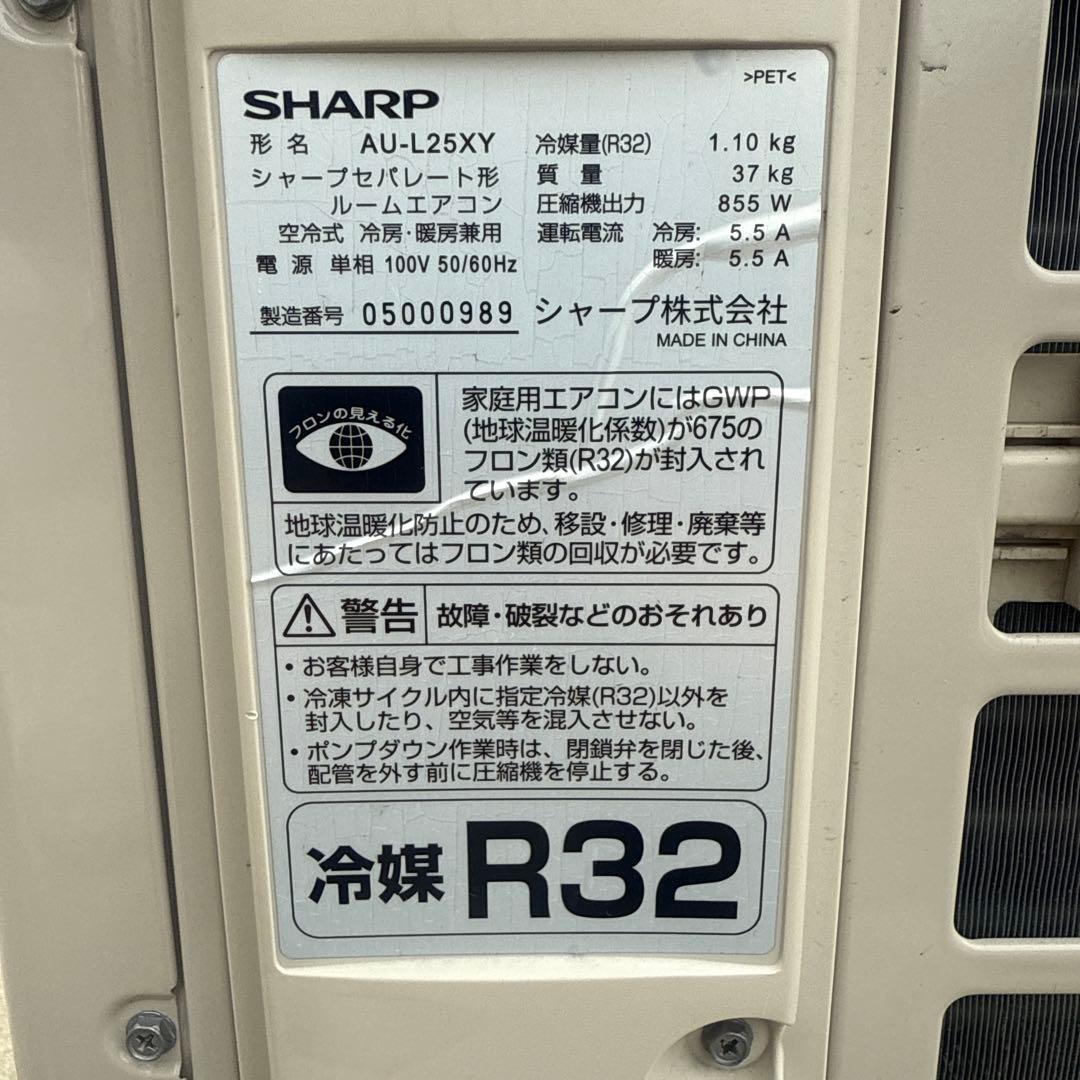 >PET<
SHARP
形名 AU-L25XY
シャープセパレート形
ルームエアコン
空冷式 冷房・暖房兼用
電源 単相 100V 50/60Hz
製造番号 05000989
冷媒量(R32) 1.10 kg
質量 37 kg
圧縮機出力 855 W
運転電流 冷房: 5.5 A
暖房: 5.5 A
シャープ株式会社
MADE IN CHINA
フロンの見える化
家庭用エアコンにはGWP
(地球温暖化係数)が675の
フロン類(R32)が封入され
ています。
地球温暖化防止のため、移設・修理・廃棄等
にあたってはフロン類の回収が必要です。
警告 故障・破裂などのおそれあり
・お客様自身で工事作業をしない。
・冷凍サイクル内に指定冷媒(R32)以外を
封入したり、空気等を混入させない。
・ポンプダウン作業時は、閉鎖弁を閉じた後、
配管を外す前に圧縮機を停止する。
冷媒 R32